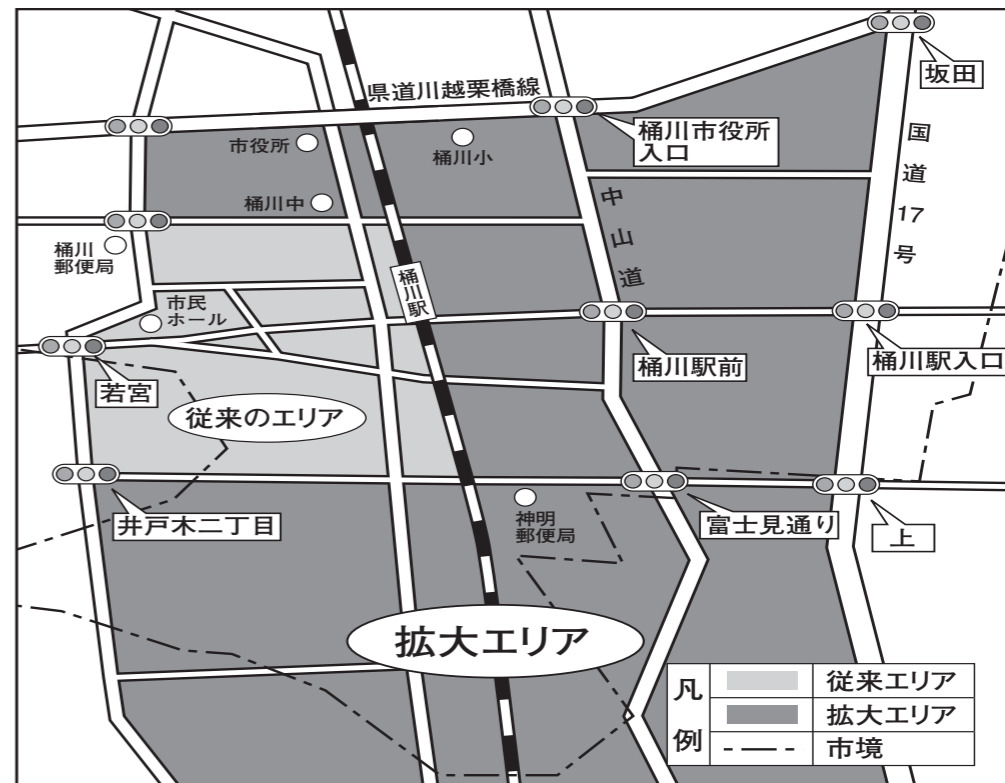 坂田
県道川越栗橋線
桶川市役所
入口
市役所
桶川小
国道17号
桶川中
中山道
桶川
郵便局
桶川駅
市民
ホール
若宮
桶川駅前
桶川駅入口
従来のエリア
井戸木二丁目
神明
郵便局
富士見通り
上
拡大エリア
凡例
従来エリア
拡大エリア
市境